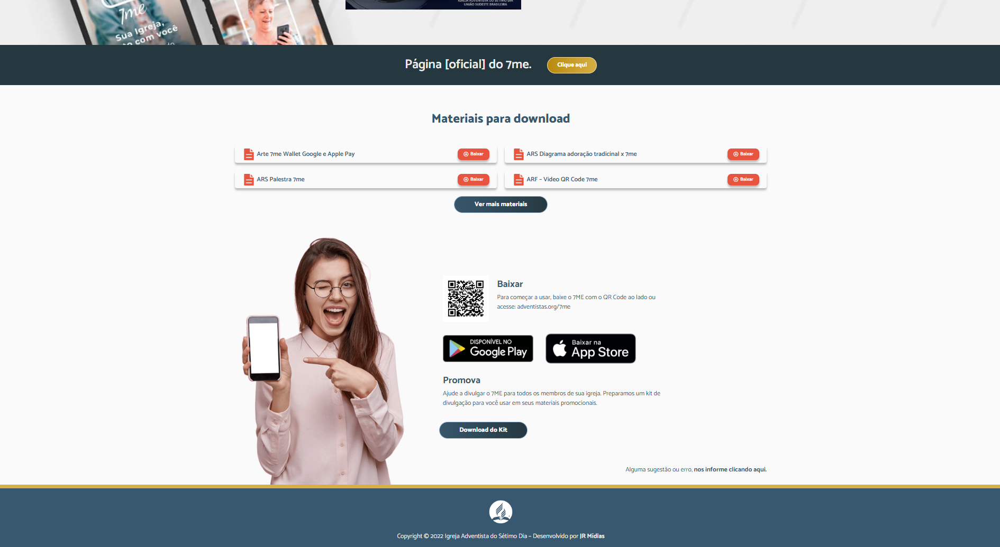 7me
Sua Igreja,
to com você
IGREJA ADVENTISTA DO SÉTIMO DIA
UNIÃO SUDESTE BRASILEIRA
Página [oficial] do 7me.
Clique aqui
Materiais para download
Arte 7me Wallet Google e Apple Pay
Baixar
ARS Diagrama adoração tradicinal x 7me
Baixar
ARS Palestra 7me
Baixar
ARF – Video QR Code 7me
Baixar
Ver mais materiais
Baixar
Para começar a usar, baixe o 7ME com o QR Code ao lado ou
acesse: adventistas.org/7me
DISPONÍVEL NO
Google Play
Baixar na
App Store
Promova
Ajude a divulgar o 7ME para todos os membros de sua igreja. Preparamos um kit de
divulgação para você usar em seus materiais promocionais.
Download do Kit
Alguma sugestão ou erro, nos informe clicando aqui.
Copyright © 2022 Igreja Adventista do Sétimo Dia – Desenvolvido por JR Mídias